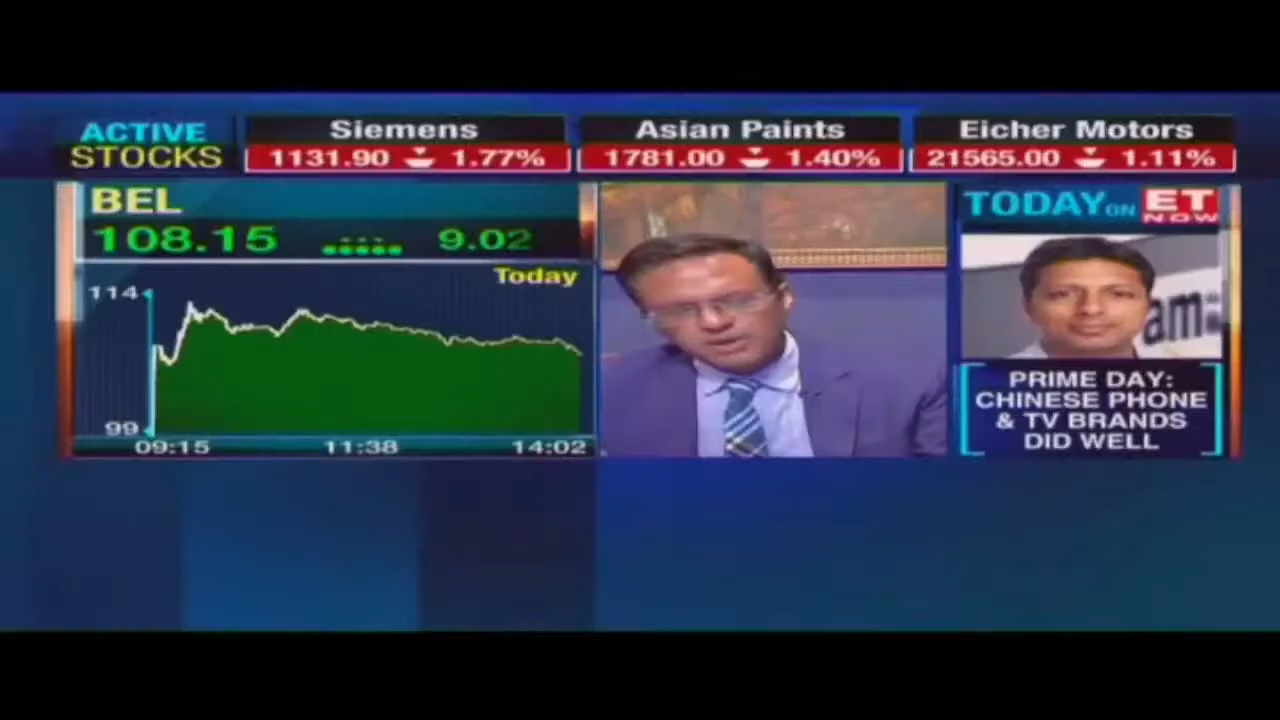 ACTIVE
STOCKS
Siemens
1131.90 1.77%
Asian Paints
1781.00 1.40%
Eicher Motors
21565.00 1.11%
BEL
108.15 9.02
Today
114
99
09:15 11:38 14:02
TODAY ON ET
NOW
am
PRIME DAY:
CHINESE PHONE
& TV BRANDS
DID WELL